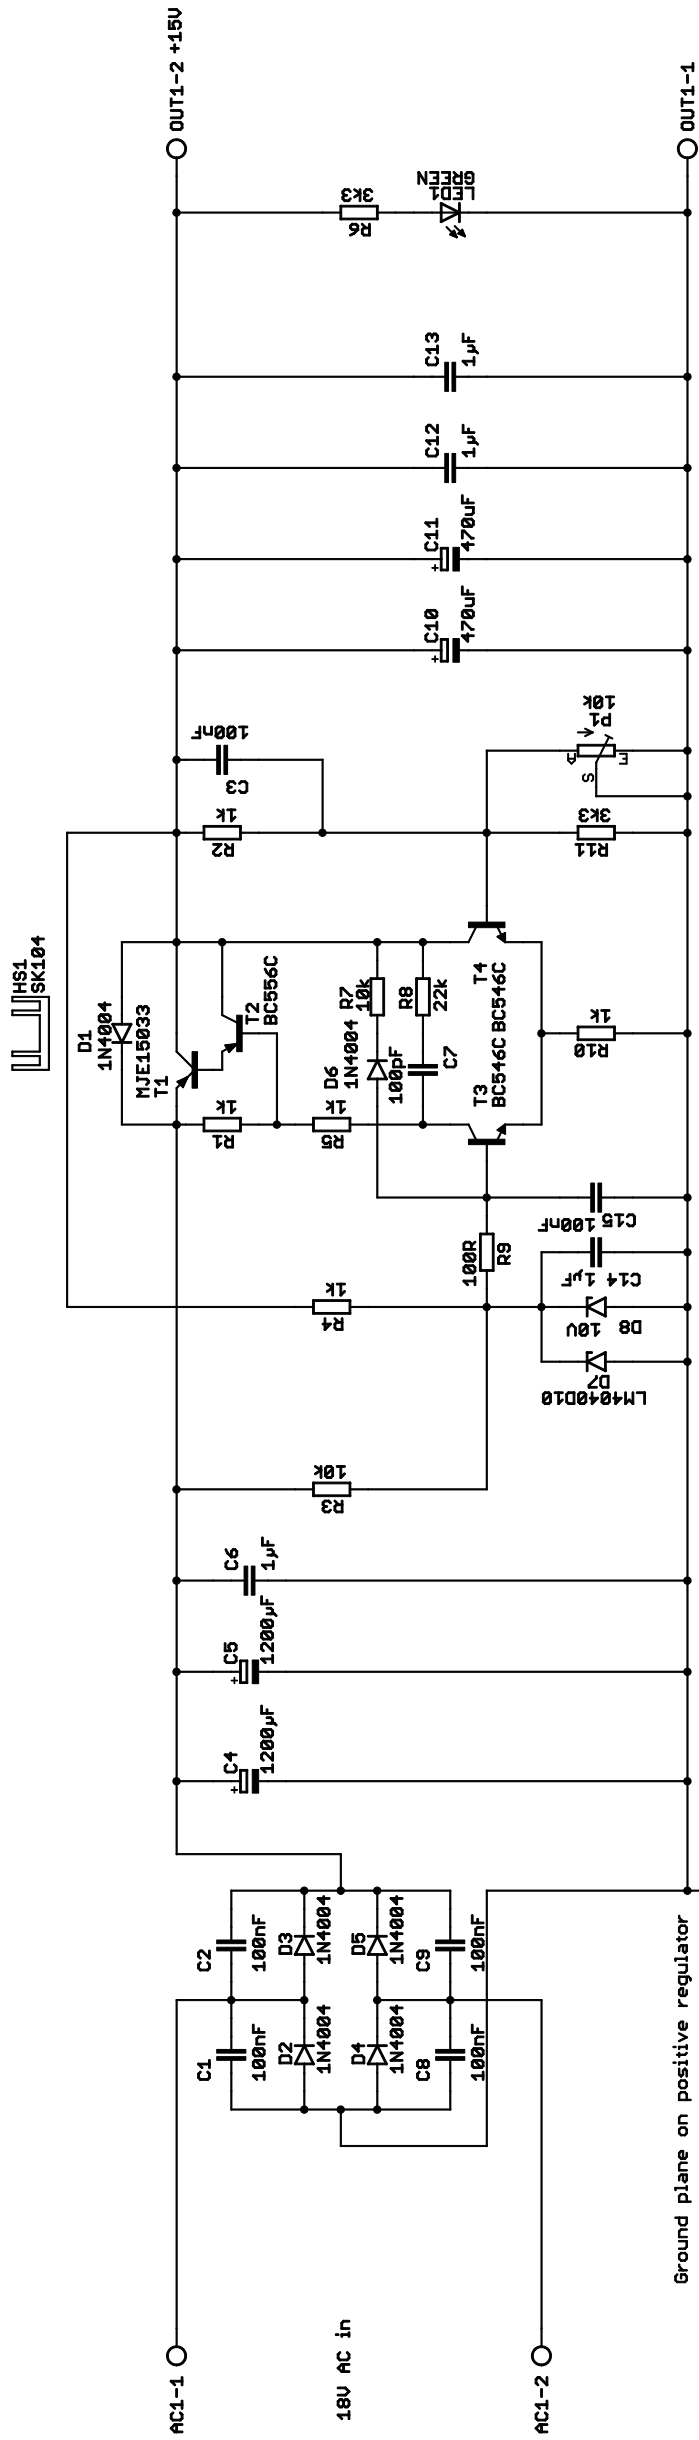 AC1-1
18V AC in
AC1-2
Ground plane on positive regulator
C1
100nF
D2
1N4004
D4
1N4004
C8
100nF
C2
100nF
D3
1N4004
D5
1N4004
C9
100nF
C4
1200µF
C5
1200µF
C6
1µF
R3
10k
R4
1k
D7
LM4040D10
D8
10V
C14
1µF
C15
100nF
100R
R9
R1
1k
R5
1k
D1
1N4004
MJE15033
T1
T2
BC556C
D6
1N4004
100pF
C7
R7
10k
R8
22k
T3
BC546C
T4
BC546C
R10
1k
HS1
SK104
R2
1k
C3
100nF
R11
3k3
P1
10k
A
S
E
C10
470uF
C11
470uF
C12
1µF
C13
1µF
R6
3k3
LED1
GREEN
OUT1-2 +15V
OUT1-1